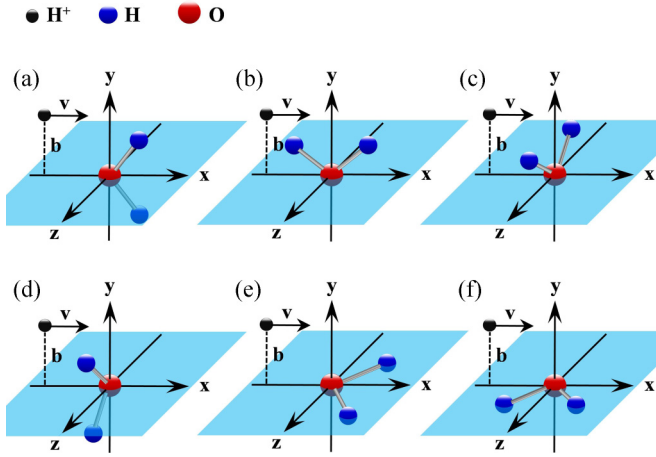 H+ H O
(a) y v b x z
(b) y v b x z
(c) y v b x z
(d) y v b x z
(e) y v b x z
(f) y v b x z